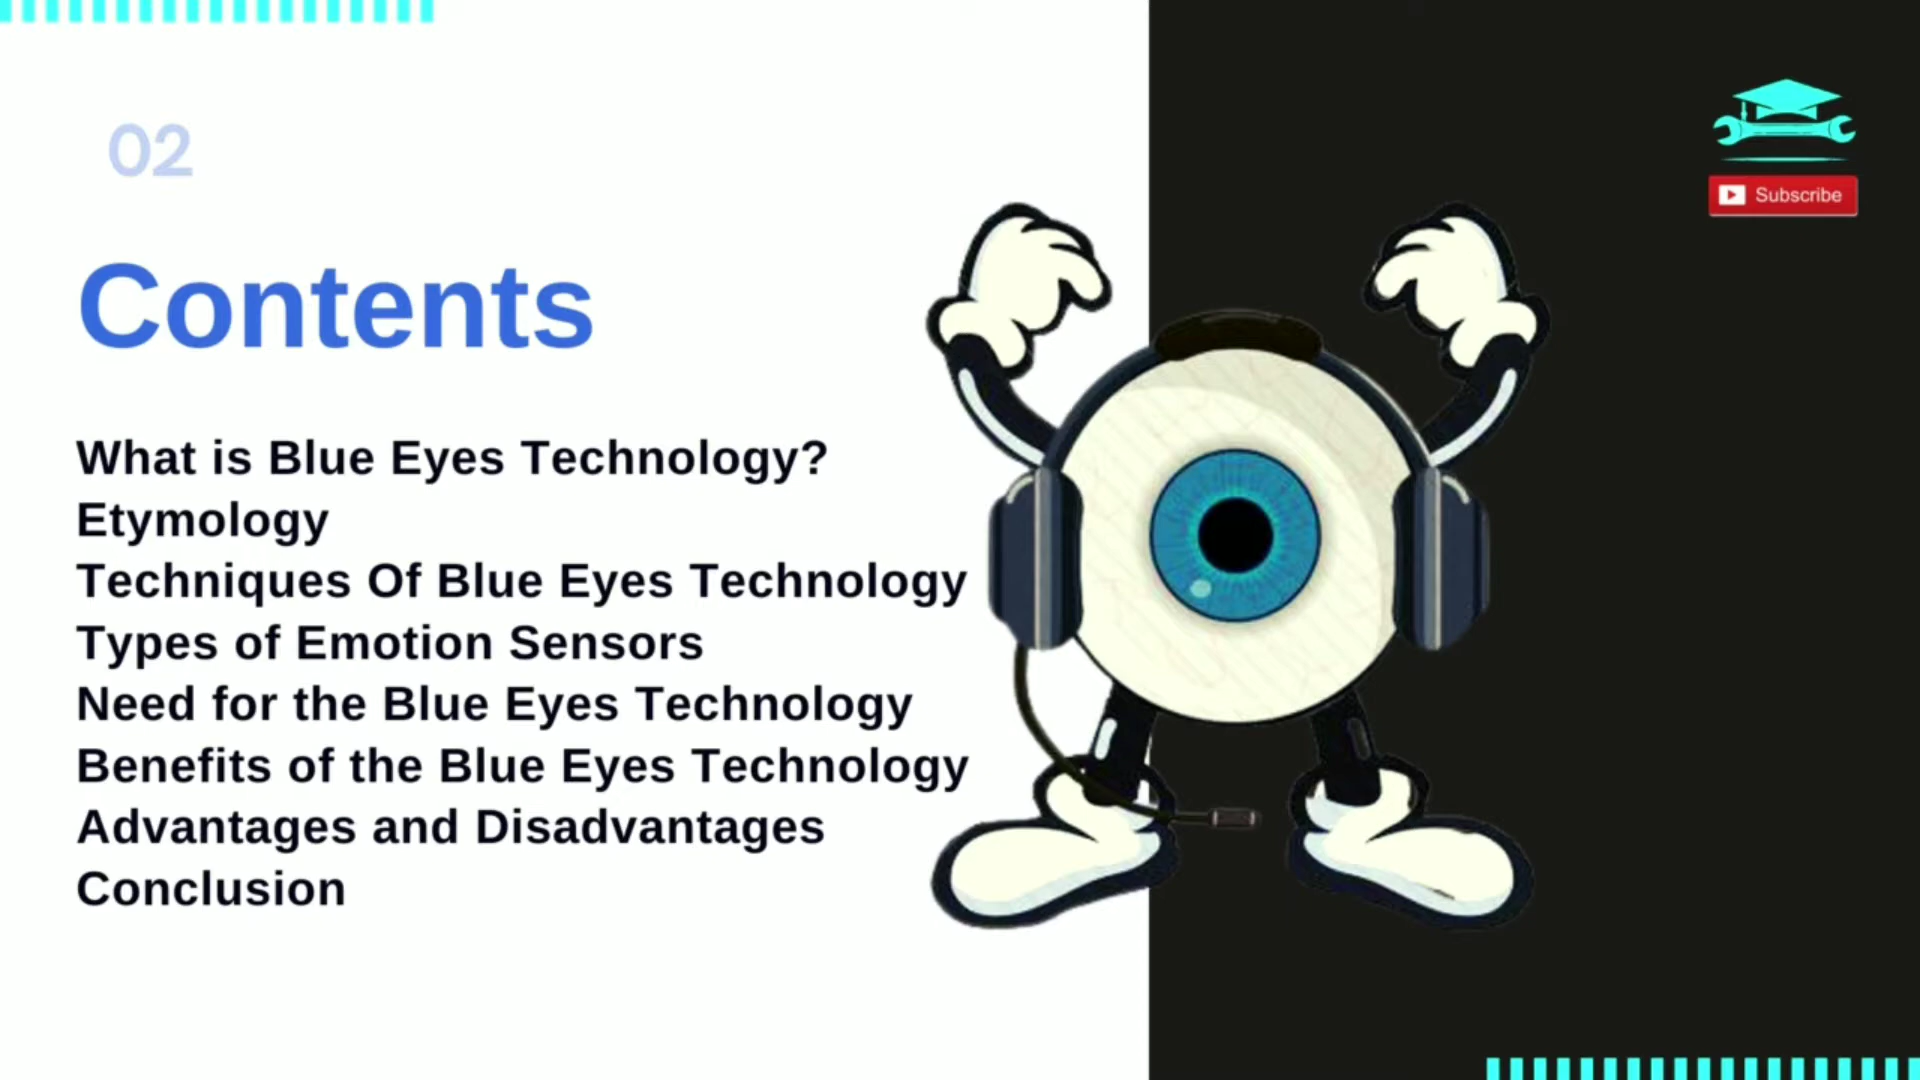 02
Subscribe
Contents
What is Blue Eyes Technology?
Etymology
Techniques Of Blue Eyes Technology
Types of Emotion Sensors
Need for the Blue Eyes Technology
Benefits of the Blue Eyes Technology
Advantages and Disadvantages
Conclusion